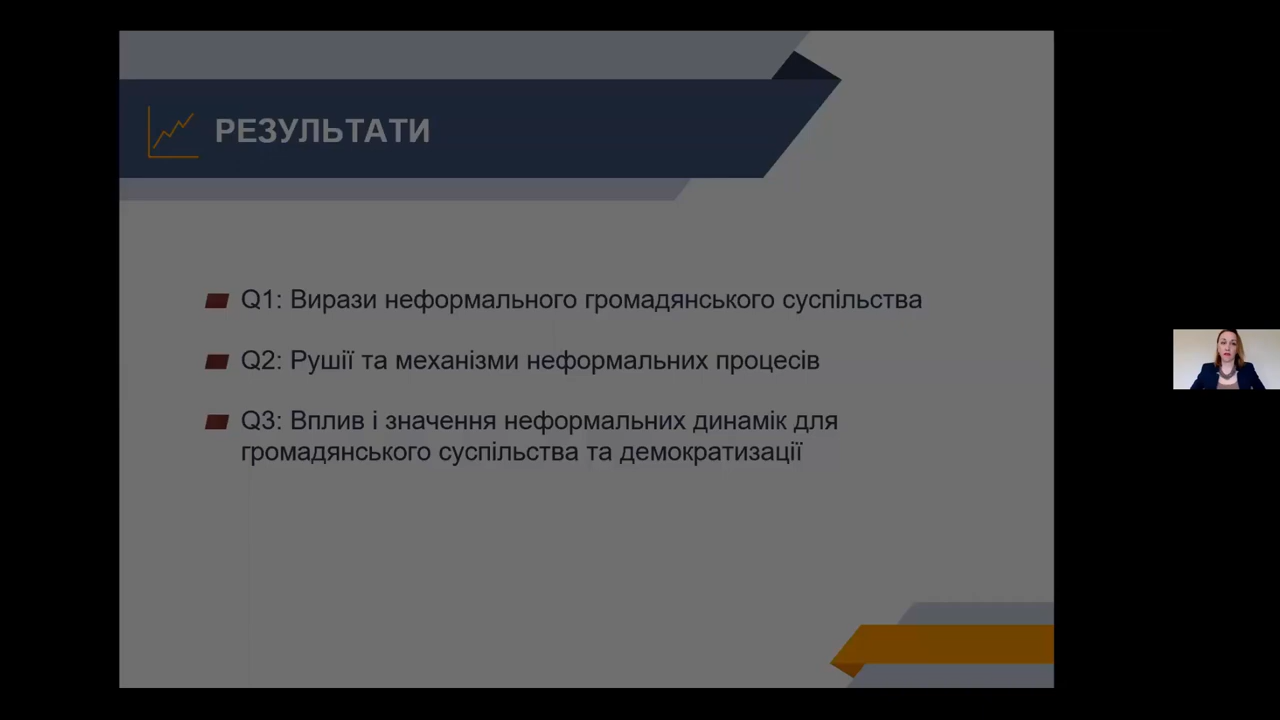 РЕЗУЛЬТАТИ
Q1: Вирази неформального громадянського суспільства
Q2: Рушії та механізми неформальних процесів
Q3: Вплив і значення неформальних динамік для
громадянського суспільства та демократизації